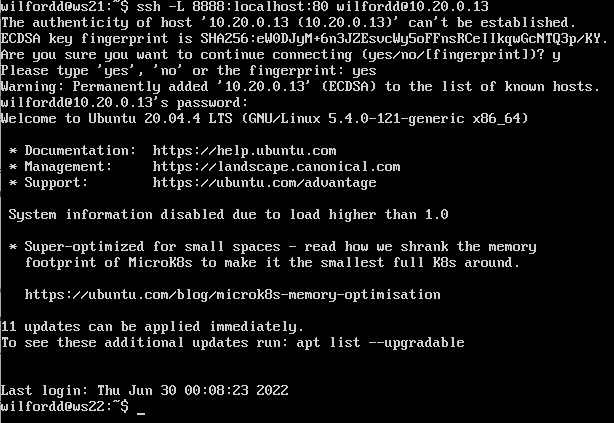 wilfordd@ws21:~$ ssh -L 8888:localhost:80 wilfordd@10.20.0.13
The authenticity of host '10.20.0.13 (10.20.0.13)' can't be established.
ECDSA key fingerprint is SHA256:eW0DJyM+6n3JZEsvcWy5oFFnsRCeIIkqwGcNTQ3p/KY.
Are you sure you want to continue connecting (yes/no/[fingerprint])? y
Please type 'yes', 'no' or the fingerprint: yes
Warning: Permanently added '10.20.0.13' (ECDSA) to the list of known hosts.
wilfordd@10.20.0.13's password:
Welcome to Ubuntu 20.04.4 LTS (GNU/Linux 5.4.0-121-generic x86_64)
* Documentation:  https://help.ubuntu.com
* Management:     https://landscape.canonical.com
* Support:        https://ubuntu.com/advantage
System information disabled due to load higher than 1.0
* Super-optimized for small spaces - read how we shrank the memory
footprint of MicroK8s to make it the smallest full K8s around.
https://ubuntu.com/blog/microk8s-memory-optimisation
11 updates can be applied immediately.
To see these additional updates run: apt list --upgradable
Last login: Thu Jun 30 00:08:23 2022
wilfordd@ws22:~$ _